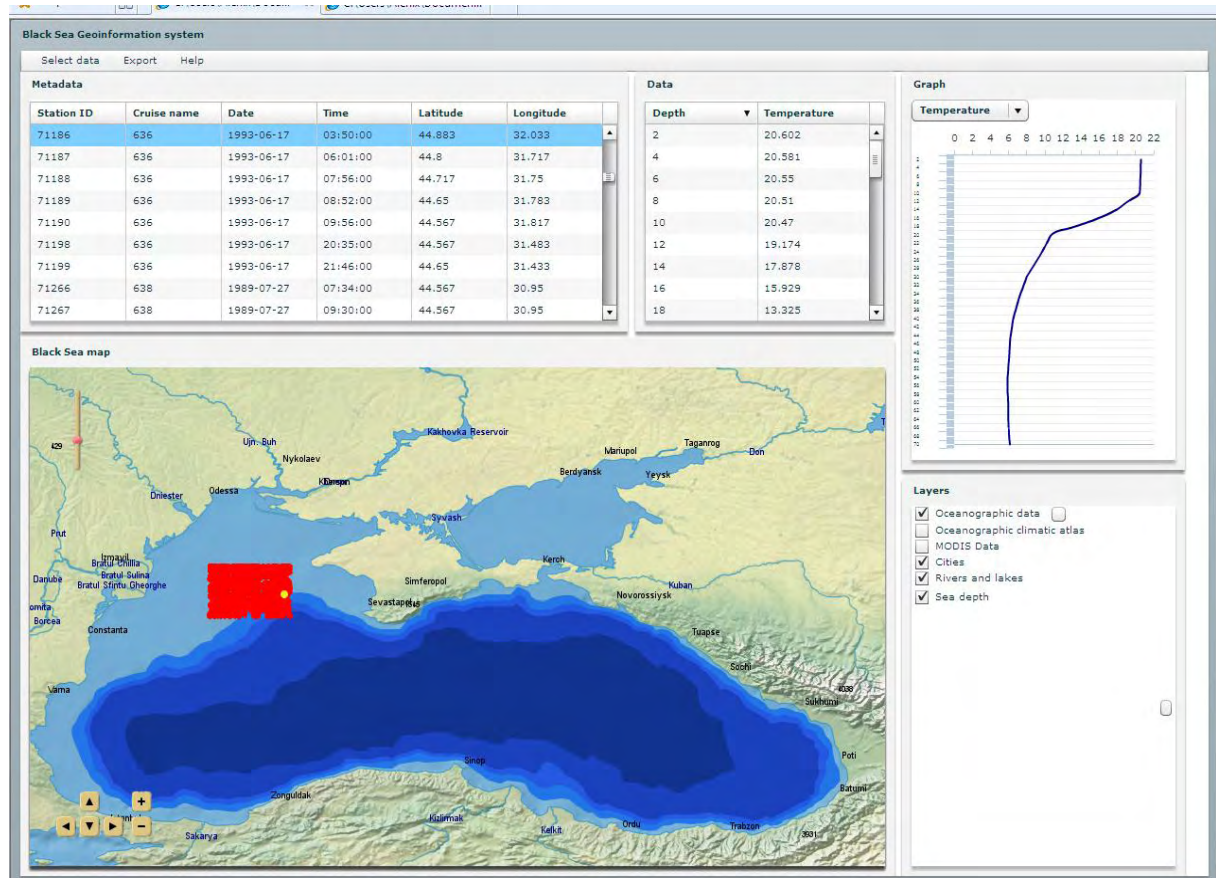 Black Sea Geoinformation system
Select data Export Help
Metadata
Station ID Cruise name Date Time Latitude Longitude
71186 636 1993-06-17 03:50:00 44.883 32.033
71187 636 1993-06-17 06:01:00 44.8 31.717
71188 636 1993-06-17 07:56:00 44.717 31.75
71189 636 1993-06-17 08:52:00 44.65 31.783
71190 636 1993-06-17 09:56:00 44.567 31.817
71198 636 1993-06-17 20:35:00 44.567 31.483
71199 636 1993-06-17 21:46:00 44.65 31.433
71266 638 1989-07-27 07:34:00 44.567 30.95
71267 638 1989-07-27 09:30:00 44.567 30.95
Data
Depth Temperature
2 20.602
4 20.581
6 20.55
8 20.51
10 20.47
12 19.174
14 17.878
16 15.929
18 13.325
Graph
Temperature
0 2 4 6 8 10 12 14 16 18 20 22
Black Sea map
429
Ujn. Buh
Kakhovka Reservoir
Nykolaev
Mariupol
Taganrog
Don
Berdyansk
Yeysk
Dniester
Odessa
Syvash
Prut
Izmayil
Bratul Chilia
Bratul Sulina
Bratul Sfintu Gheorghe
Danube
Kerch
Simferopol
Kuban
Novorossiysk
Borcea
Constanta
Tuapse
Sochi
Varna
4038
Sukhumi
Sinop
Poti
Batumi
Zonguldak
Kizilirmak
Kelkit
Ordu
Trabzon
3931
Sakarya
Layers
Oceanographic data
Oceanographic climatic atlas
MODIS Data
Cities
Rivers and lakes
Sea depth